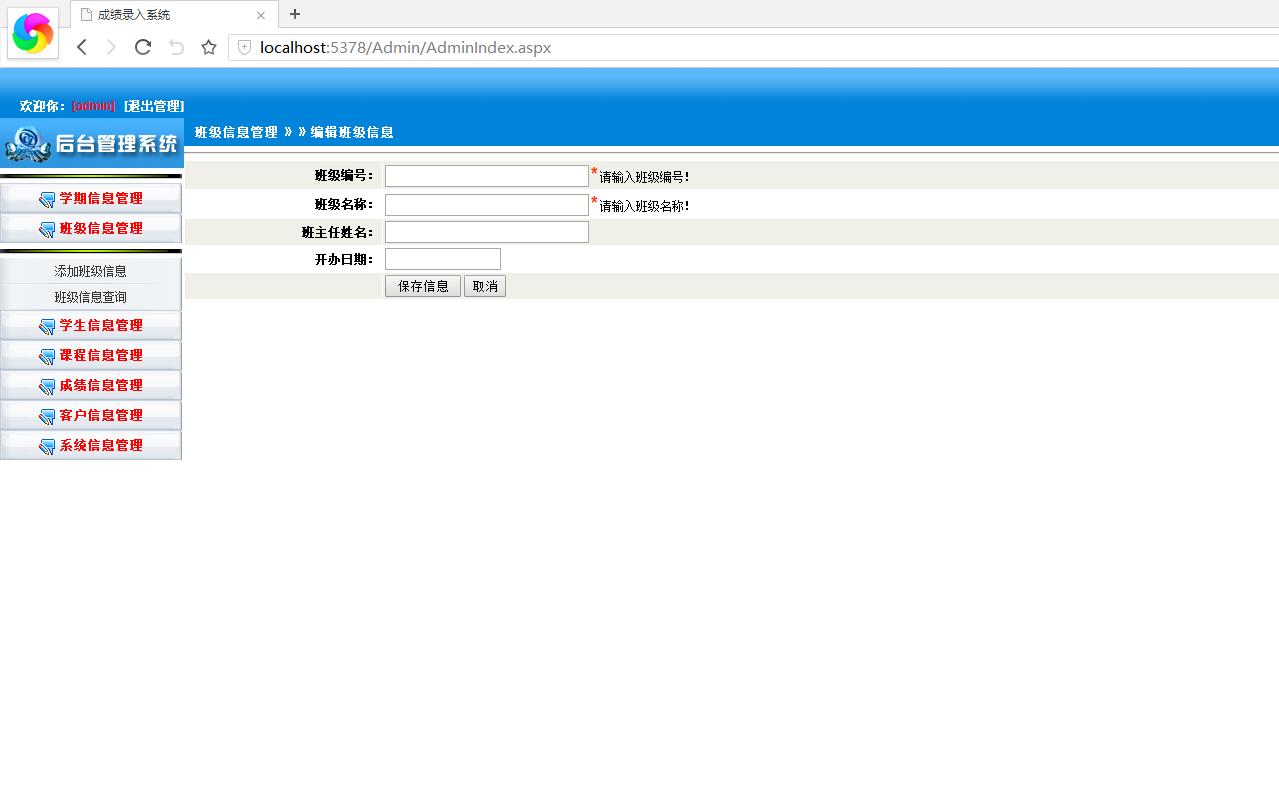 成绩录入系统
localhost:5378/Admin/AdminIndex.aspx
欢迎你： [admin] [退出管理]
后台管理系统
班级信息管理 》 》编辑班级信息
学期信息管理
班级信息管理
添加班级信息
班级信息查询
学生信息管理
课程信息管理
成绩信息管理
客户信息管理
系统信息管理
班级编号： *请输入班级编号!
班级名称： *请输入班级名称!
班主任姓名：
开办日期：
保存信息 取消